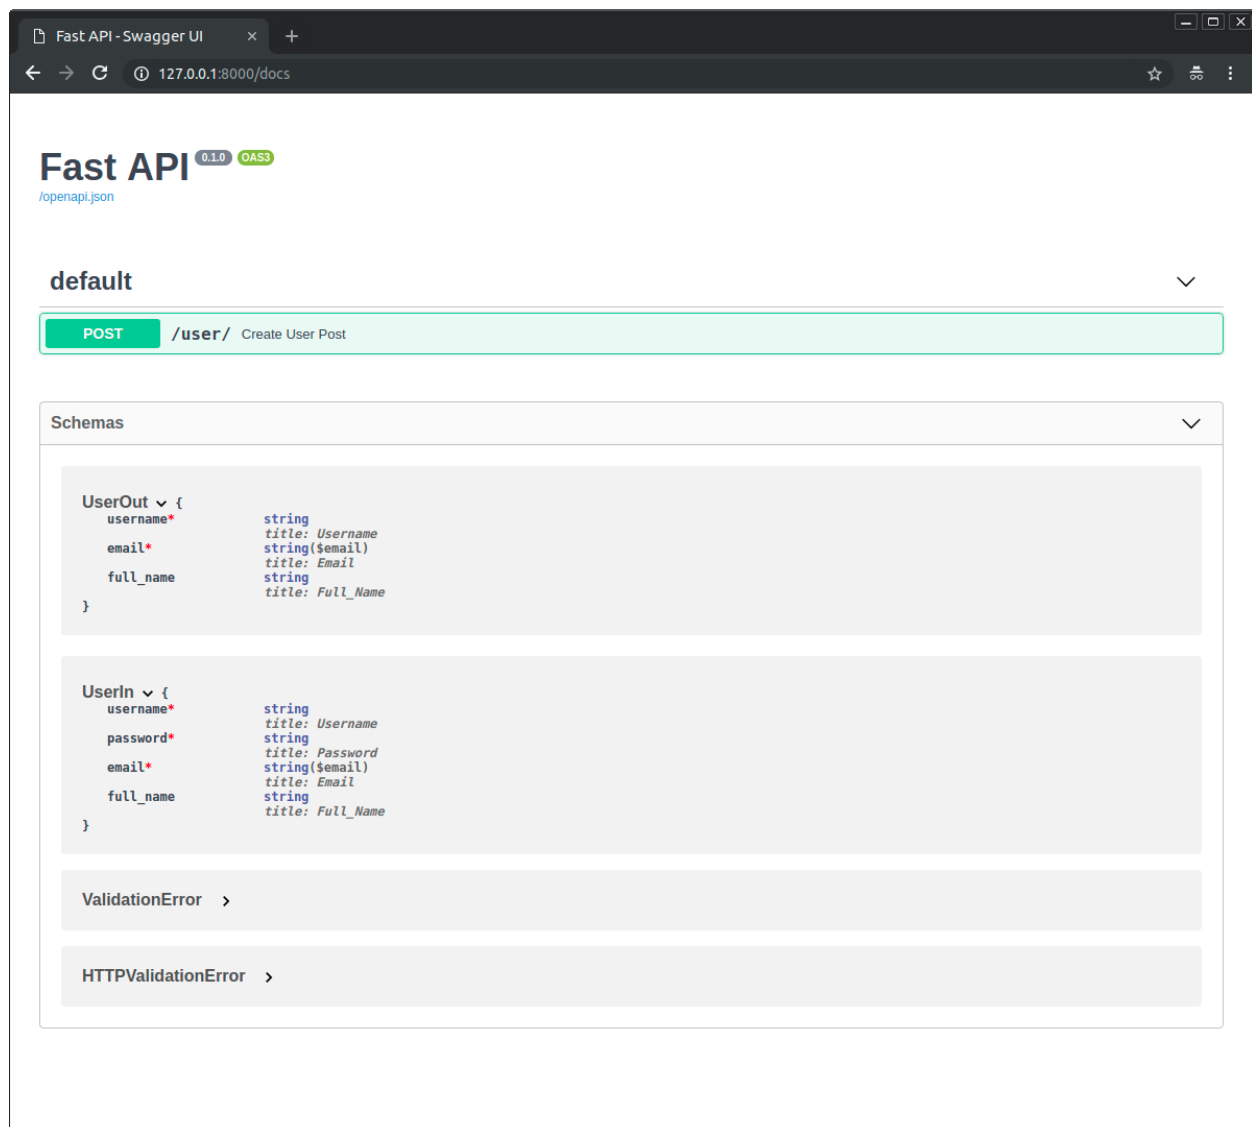 Fast API - Swagger UI
127.0.0.1:8000/docs
Fast API 0.1.0 OAS3
/openapi.json
default
POST /user/ Create User Post
Schemas
UserOut {
username* string
title: Username
email* string($email)
title: Email
full_name string
title: Full_Name
}
UserIn {
username* string
title: Username
password* string
title: Password
email* string($email)
title: Email
full_name string
title: Full_Name
}
ValidationError
HTTPValidationError